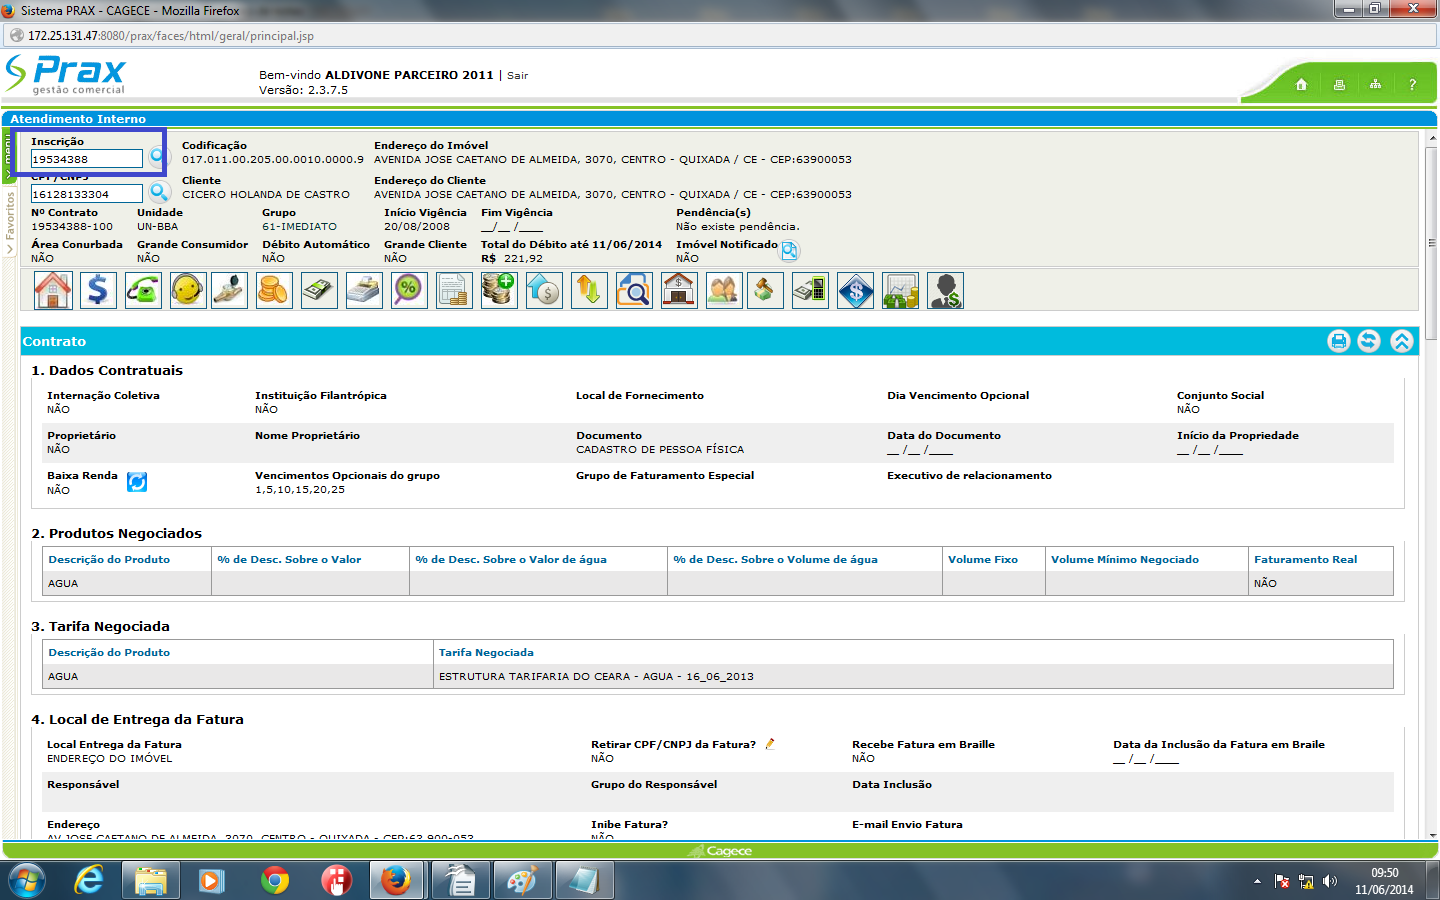 Sistema PRAX - CAGECE - Mozilla Firefox
172.25.131.47:8080/prax/faces/html/geral/principal.jsp
Prax
gestão comercial
Bem-vindo ALDIVONE PARCEIRO 2011 | Sair
Versão: 2.3.7.5
?
Atendimento Interno
menu
Favoritos
Inscrição Codificação Endereço do Imóvel
19534388 017.011.00.205.00.0010.0000.9 AVENIDA JOSE CAETANO DE ALMEIDA, 3070, CENTRO - QUIXADA / CE - CEP:63900053
CPF/CNPJ Cliente Endereço do Cliente
16128133304 CICERO HOLANDA DE CASTRO AVENIDA JOSE CAETANO DE ALMEIDA, 3070, CENTRO - QUIXADA / CE - CEP:63900053
Nº Contrato Unidade Grupo Início Vigência Fim Vigência Pendência(s)
19534388-100 UN-BBA 61-IMEDIATO 20/08/2008 __/__ /____ Não existe pendência.
Área Conurbada Grande Consumidor Débito Automático Grande Cliente Total do Débito até 11/06/2014 Imóvel Notificado
NÃO NÃO NÃO NÃO R$ 221,92 NÃO
Contrato
1. Dados Contratuais
Internação Coletiva Instituição Filantrópica Local de Fornecimento Dia Vencimento Opcional Conjunto Social
NÃO NÃO NÃO
Proprietário Nome Proprietário Documento Data do Documento Início da Propriedade
NÃO CADASTRO DE PESSOA FÍSICA __ /__ /____ __ /__ /____
Baixa Renda Vencimentos Opcionais do grupo Grupo de Faturamento Especial Executivo de relacionamento
NÃO 1,5,10,15,20,25
2. Produtos Negociados
Descrição do Produto % de Desc. Sobre o Valor % de Desc. Sobre o Valor de água % de Desc. Sobre o Volume de água Volume Fixo Volume Mínimo Negociado Faturamento Real
AGUA NÃO
3. Tarifa Negociada
Descrição do Produto Tarifa Negociada
AGUA ESTRUTURA TARIFARIA DO CEARA - AGUA - 16_06_2013
4. Local de Entrega da Fatura
Local Entrega da Fatura Retirar CPF/CNPJ da Fatura? Recebe Fatura em Braille Data da Inclusão da Fatura em Braile
ENDEREÇO DO IMÓVEL NÃO NÃO __ /__ /____
Responsável Grupo do Responsável Data Inclusão
Endereço Inibe Fatura? E-mail Envio Fatura
AV JOSE CAETANO DE ALMEIDA, 3070, CENTRO - QUIXADA - CEP:63.900-053 NÃO
Cagece
09:50
11/06/2014